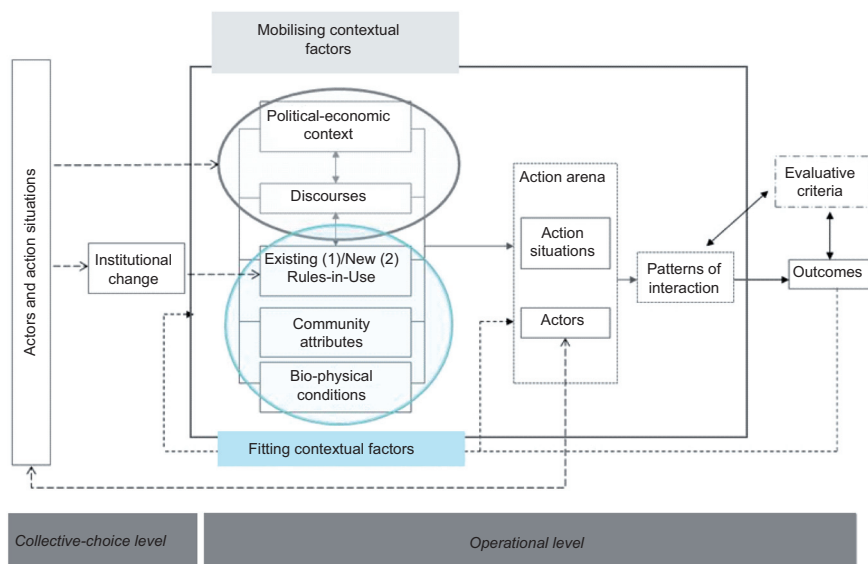 Mobilising contextual
factors
Actors and action situations
Institutional
change
Political-economic
context
Discourses
Existing (1)/New (2)
Rules-in-Use
Community
attributes
Bio-physical
conditions
Fitting contextual factors
Action arena
Action
situations
Actors
Patterns of
interaction
Evaluative
criteria
Outcomes
Collective-choice level
Operational level